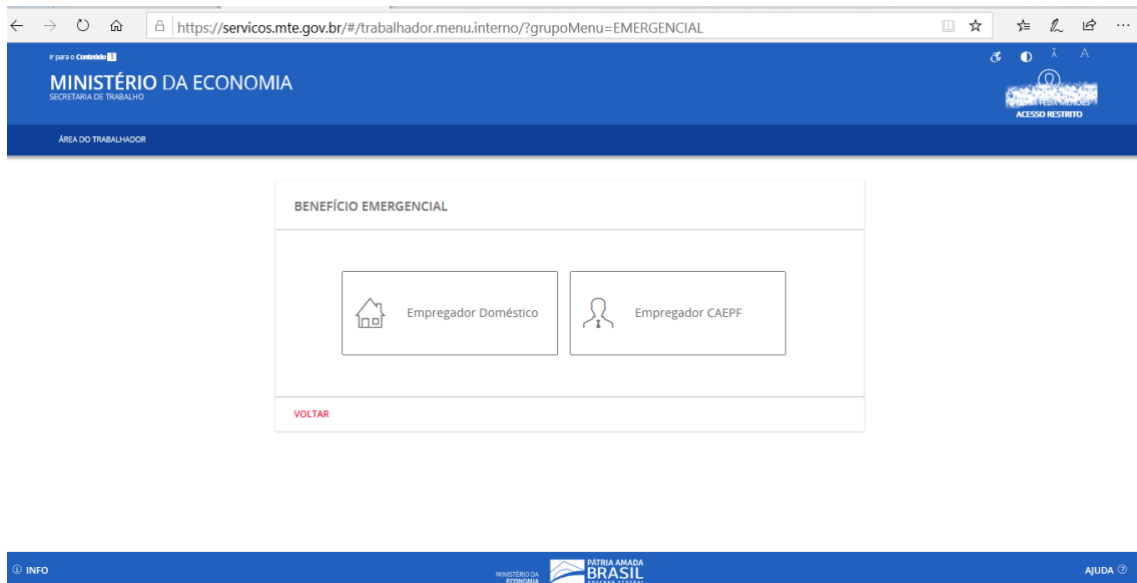 https://servicos.mte.gov.br/#/trabalhador.menu.interno/?grupoMenu=EMERGENCIAL
Ir para o Conteúdo 1
A A
MINISTÉRIO DA ECONOMIA
SECRETARIA DE TRABALHO
ACESSO RESTRITO
ÁREA DO TRABALHADOR
BENEFÍCIO EMERGENCIAL
Empregador Doméstico
Empregador CAEPF
VOLTAR
INFO
MINISTÉRIO DA
ECONOMIA
PÁTRIA AMADA
BRASIL
GOVERNO FEDERAL
AJUDA